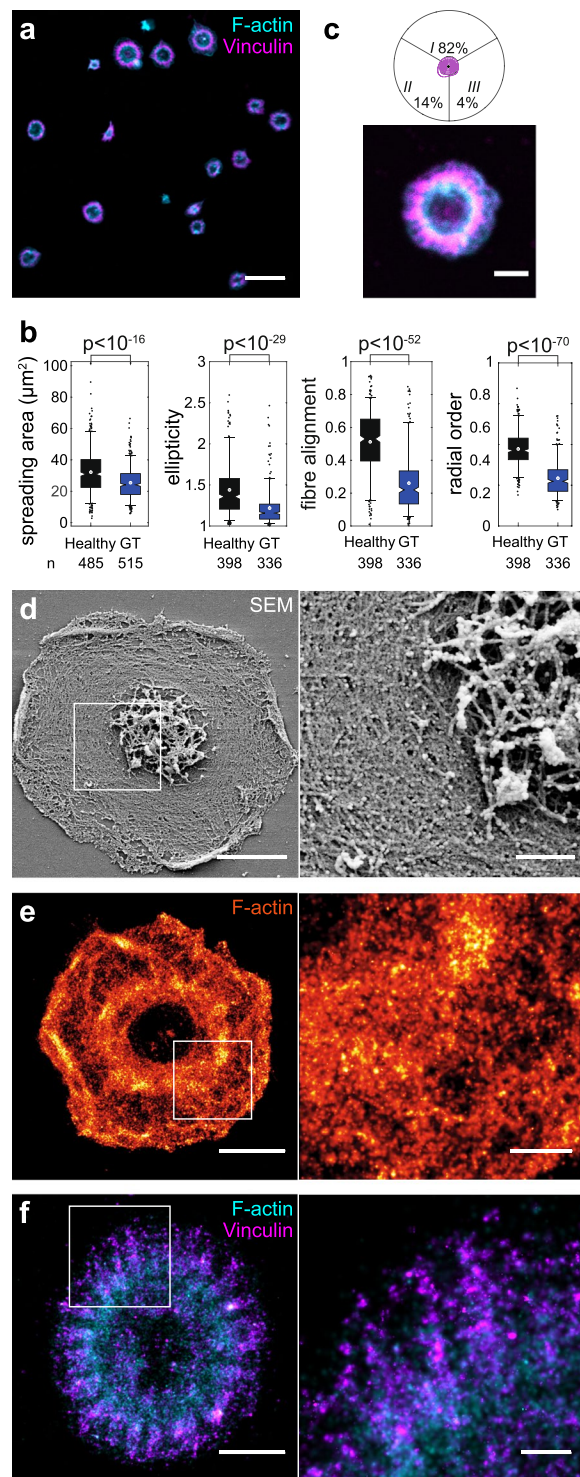 a
F-actin
Vinculin
c
I 82%
II
III
14%
4%
b
p<10-16
p<10-29
p<10-52
p<10-70
spreading area (µm2)
100
80
60
40
20
0
ellipticity
3
2.5
2
1.5
1
fibre alignment
1
0.8
0.6
0.4
0.2
0
radial order
1
0.8
0.6
0.4
0.2
0
Healthy GT
Healthy GT
Healthy GT
Healthy GT
n
485 515
398 336
398 336
398 336
d
SEM
e
F-actin
f
F-actin
Vinculin